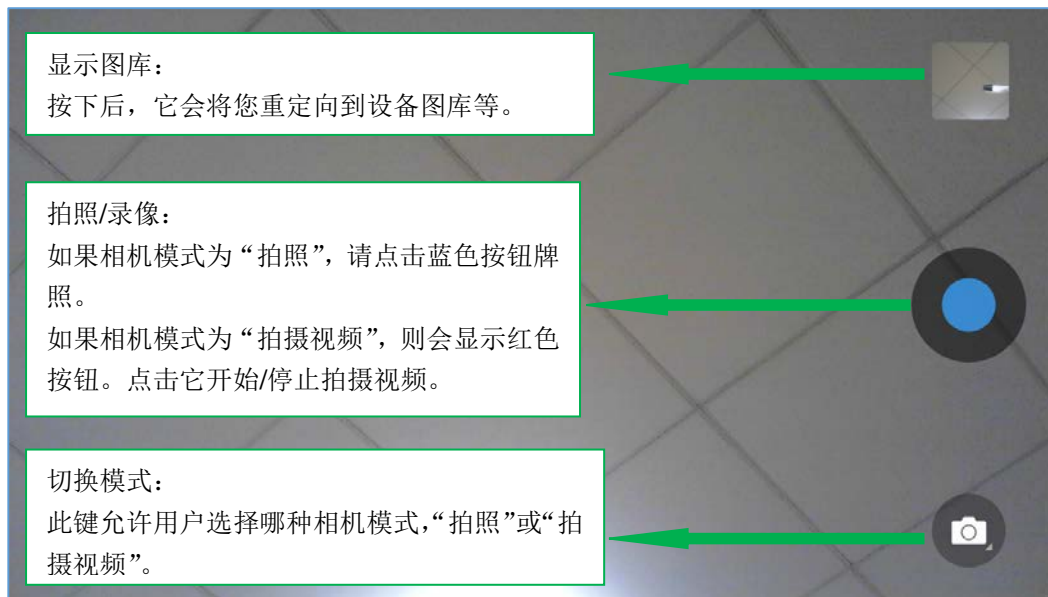 显示图库：
按下后，它会将您重定向到设备图库等。
拍照/录像：
如果相机模式为“拍照”，请点击蓝色按钮牌
照。
如果相机模式为“拍摄视频”，则会显示红色
按钮。点击它开始/停止拍摄视频。
切换模式：
此键允许用户选择哪种相机模式，“拍照”或“拍
摄视频”。